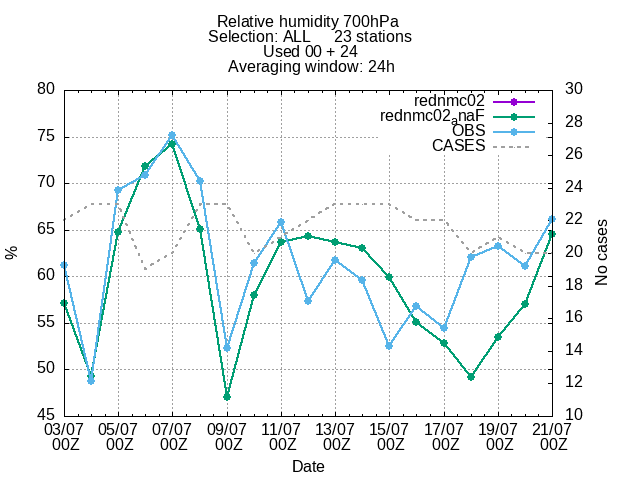 Relative humidity 700hPa
Selection: ALL 23 stations
Used 00 + 24
Averaging window: 24h
80
75
70
65
60
55
50
45
%
30
28
26
24
22
20
18
16
14
12
10
No cases
rednmc02
rednmc02anaF
OBS
CASES
03/07 05/07 07/07 09/07 11/07 13/07 15/07 17/07 19/07 21/07
00Z 00Z 00Z 00Z 00Z 00Z 00Z 00Z 00Z 00Z
Date